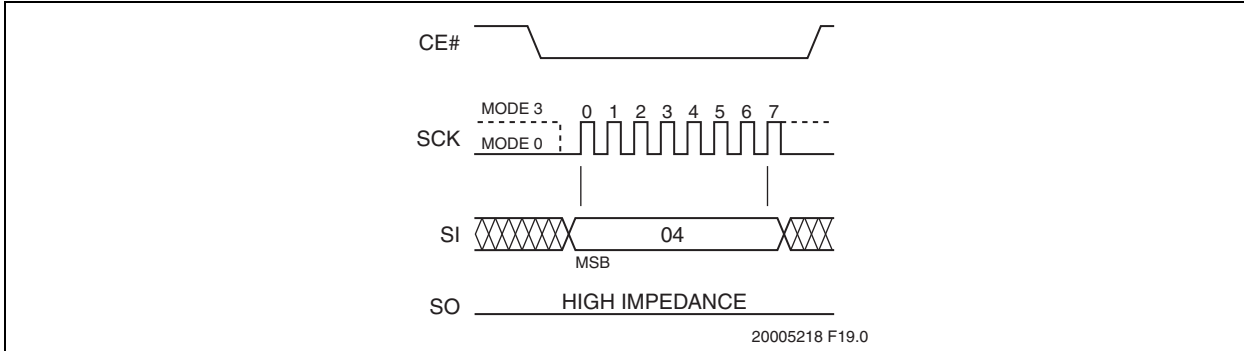 CE#
MODE 3
0 1 2 3 4 5 6 7
SCK
MODE 0
SI
04
MSB
SO
HIGH IMPEDANCE
20005218 F19.0